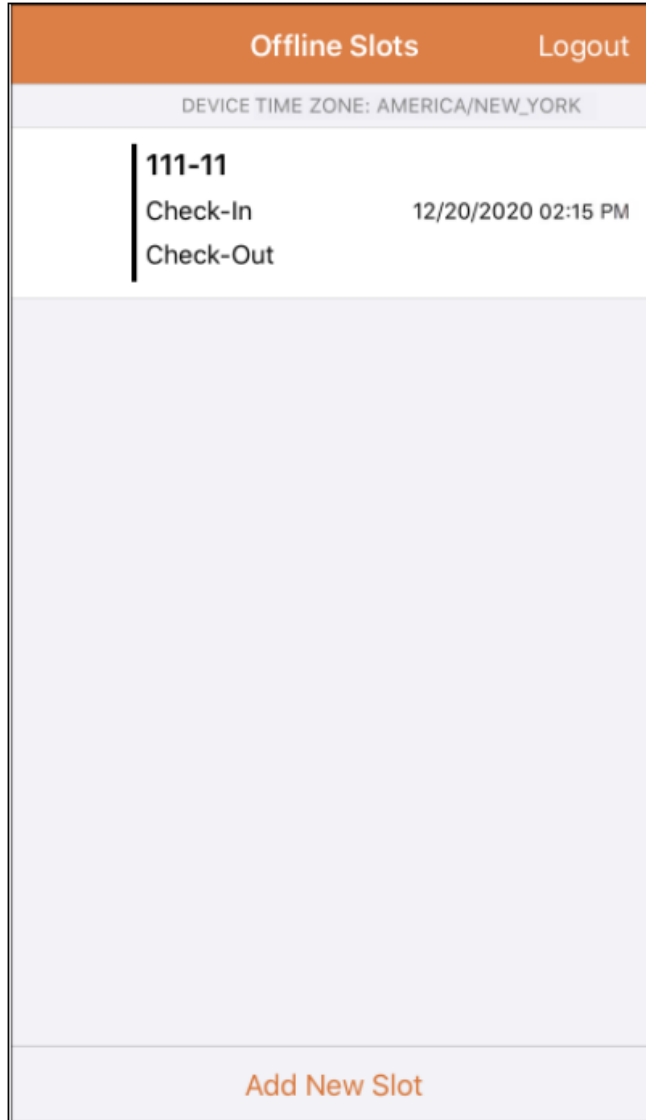 Offline Slots Logout
DEVICE TIME ZONE: AMERICA/NEW_YORK
111-11
Check-In 12/20/2020 02:15 PM
Check-Out
Add New Slot